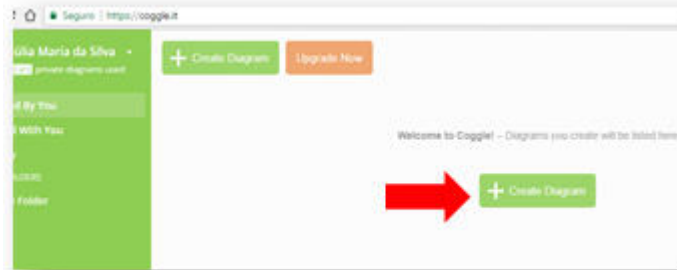 Seguro | https://coggle.it
úlia Maria da Silva
private diagrams used
d By You
With You
Folder
+ Create Diagram
Upgrade Now
Welcome to Coggle! – Diagrams you create will be listed here
+ Create Diagram